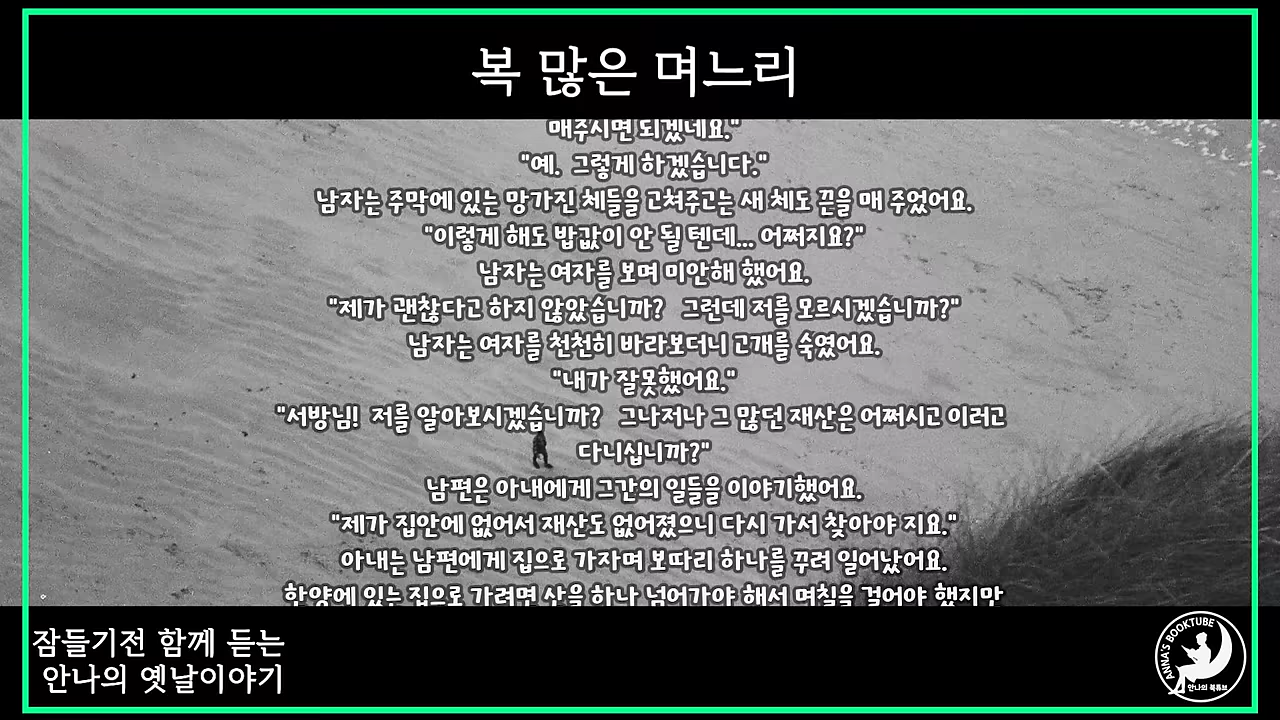 복 많은 며느리
매주시면 되겠네요."
"예. 그렇게 하겠습니다."
남자는 주막에 있는 망가진 체들을 고쳐주고는 새 체도 끈을 매 주었어요.
"이렇게 해도 밥값이 안 될 텐데... 어쩌지요?"
남자는 여자를 보며 미안해 했어요.
"제가 괜찮다고 하지 않았습니까? 그런데 저를 모르시겠습니까?"
남자는 여자를 천천히 바라보더니 고개를 숙였어요.
"내가 잘못했어요."
"서방님! 저를 알아보시겠습니까? 그나저나 그 많던 재산은 어쩌시고 이러고
다니십니까?"
남편은 아내에게 그간의 일들을 이야기했어요.
"제가 집안에 없어서 재산도 없어졌으니 다시 가서 찾아야 지요."
아내는 남편에게 집으로 가자며 보따리 하나를 꾸려 일어났어요.
한양에 있는 집으로 가려면 산을 하나 넘어가야 해서 며칠을 걸어야 했지만
잠들기전 함께 듣는
안나의 옛날이야기
ANNA'S BOOKTUBE
안나의 북튜브